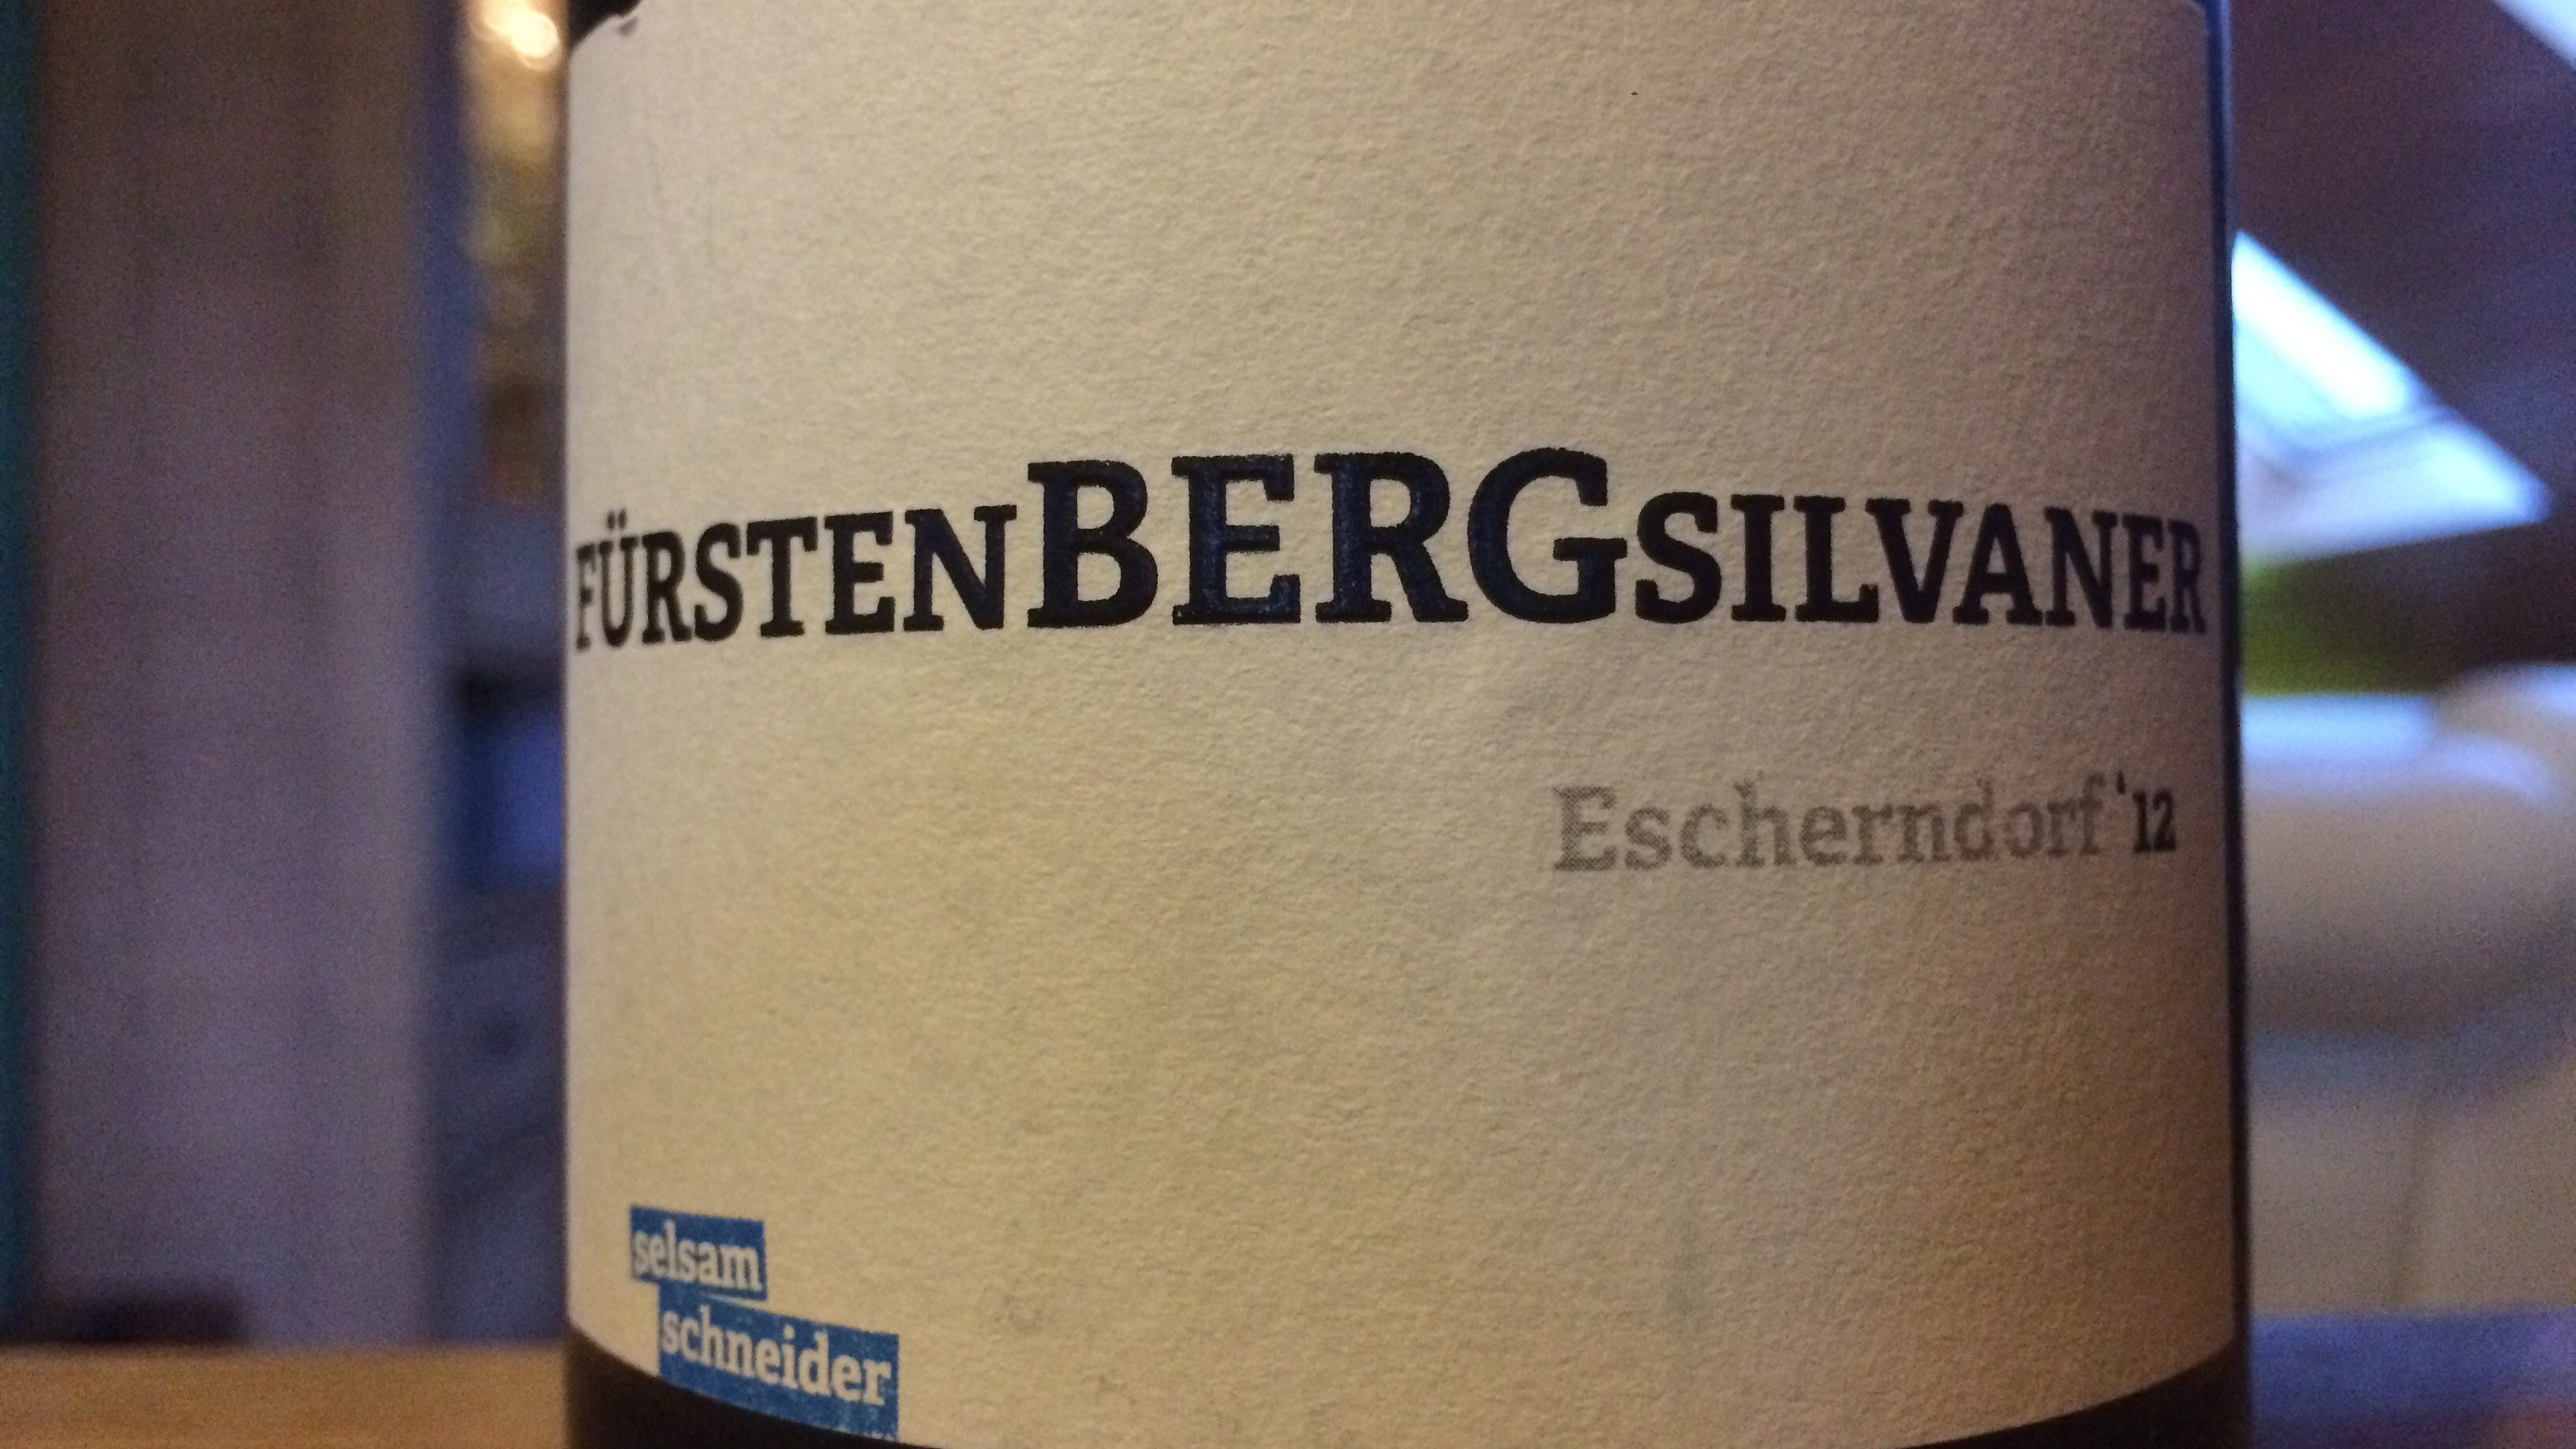 FÜRSTENBERGSILVANER
Escherndorf '12
selsam
schneider